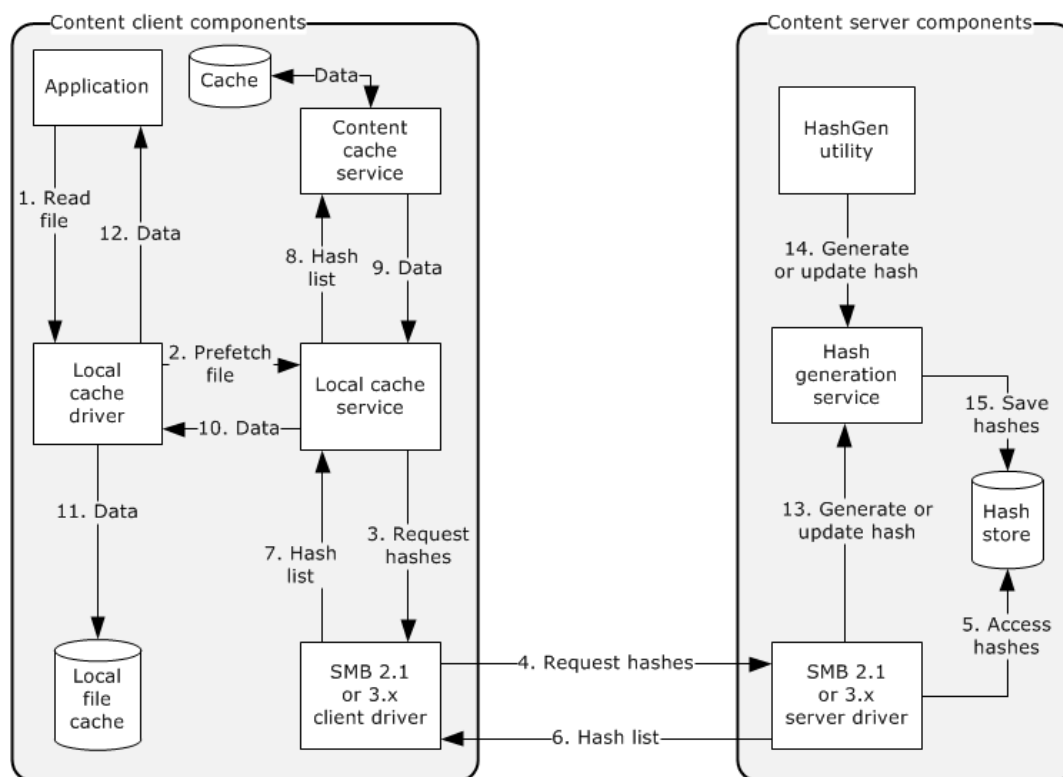 Content client components
Application
Cache
Data
Content
cache
service
1. Read
file
12. Data
8. Hash
list
9. Data
Local
cache
driver
2. Prefetch
file
Local cache
service
10. Data
11. Data
7. Hash
list
3. Request
hashes
Local
file
cache
SMB 2.1
or 3.x
client driver
4. Request hashes
6. Hash list
Content server components
HashGen
utility
14. Generate
or update hash
Hash
generation
service
15. Save
hashes
13. Generate or
update hash
Hash
store
5. Access
hashes
SMB 2.1
or 3.x
server driver